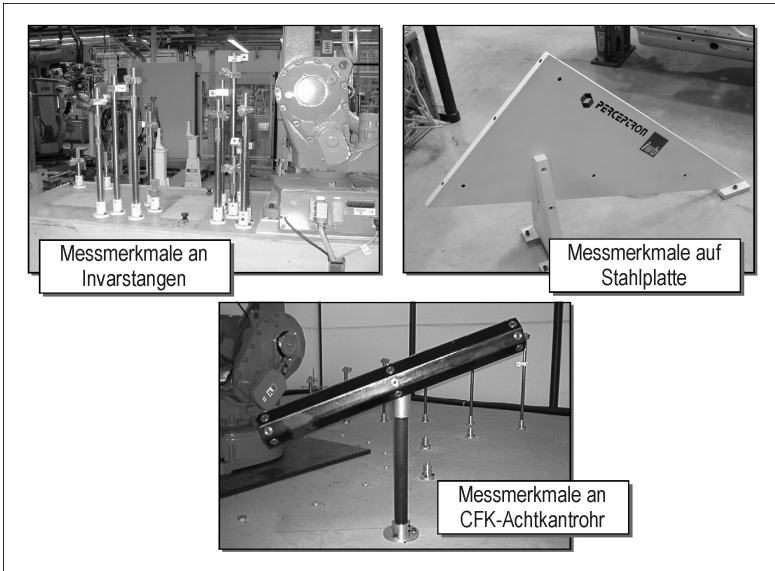 Messmerkmale an
Invarstangen
PERCEPTRON
Messmerkmale auf
Stahlplatte
Messmerkmale an
CFK-Achtkantrohr